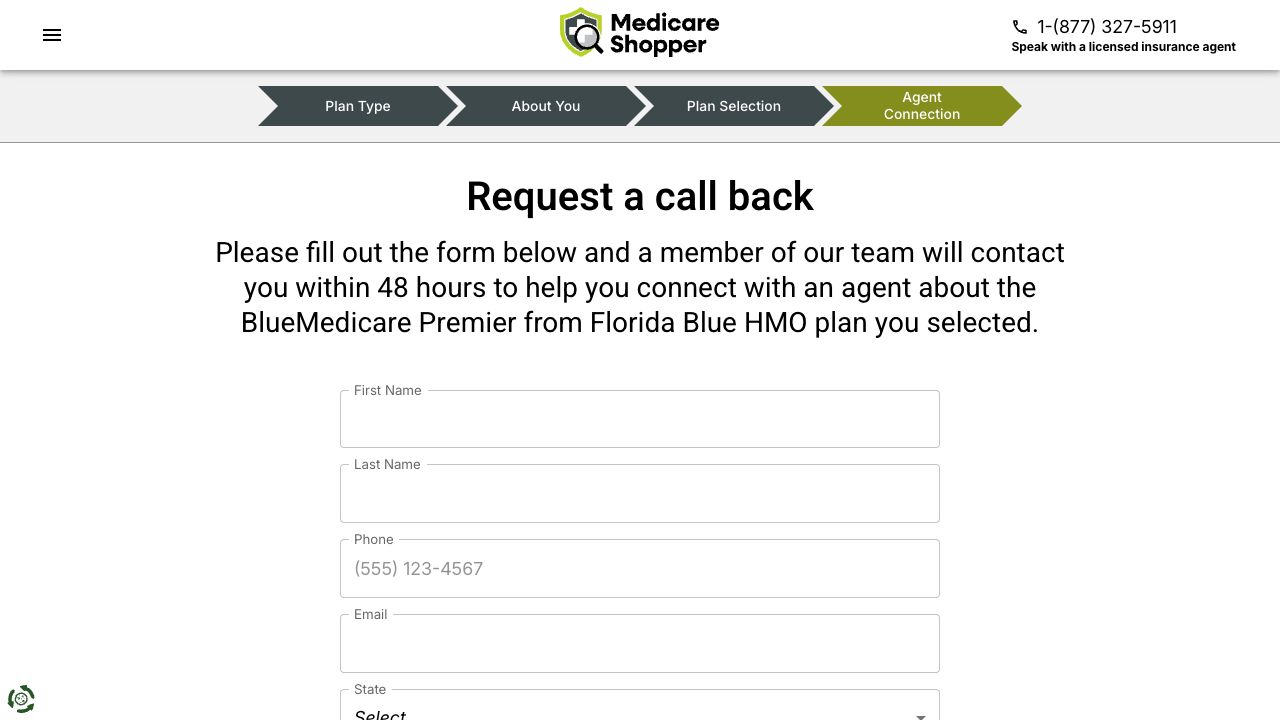 Medicare
Shopper
1-(877) 327-5911
Speak with a licensed insurance agent
Plan Type
About You
Plan Selection
Agent
Connection
Request a call back
Please fill out the form below and a member of our team will contact
you within 48 hours to help you connect with an agent about the
BlueMedicare Premier from Florida Blue HMO plan you selected.
First Name
Last Name
Phone
(555) 123-4567
Email
State
Select